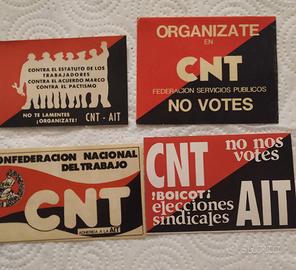 CONTRA EL ESTATUTO DE LOS
TRABAJADORES
CONTRA EL ACUERDO MARCO
CONTRA EL PACTISMO
NO TE LAMENTES
¡ORGANIZATE!
CNT - AIT
ORGANIZATE
EN
CNT
FEDERACION SERVICIOS PUBLICOS
NO VOTES
CONFEDERACION NACIONAL
DEL TRABAJO
CNT
ADHERIDA A LA AIT
CNT
no nos
votes
¡BOICOT¡
elecciones
sindicales
AIT